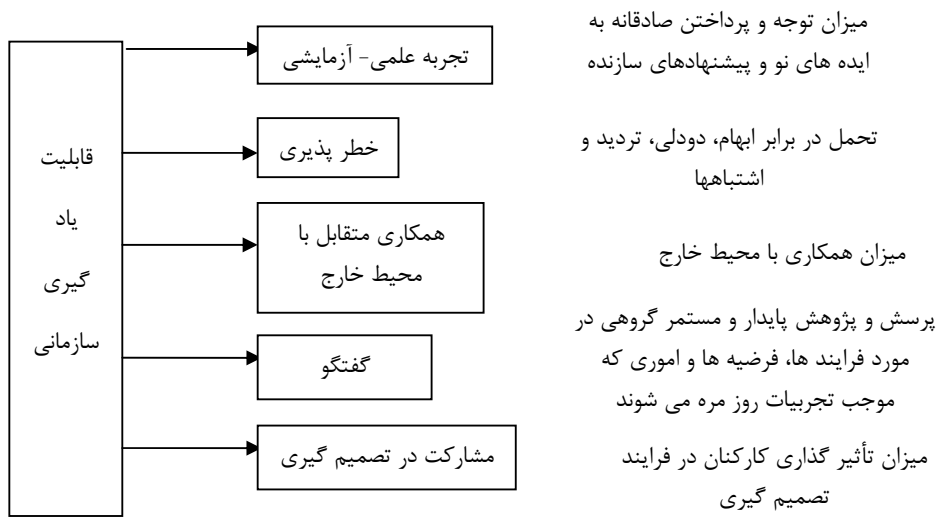 قابلیت
یاد
گیری
سازمانی
تجربه علمی- آزمایشی
میزان توجه و پرداختن صادقانه به
ایده های نو و پیشنهادهای سازنده
خطر پذیری
تحمل در برابر ابهام، دودلی، تردید و
اشتباهها
همکاری متقابل با
محیط خارج
میزان همکاری با محیط خارج
گفتگو
پرسش و پژوهش پایدار و مستمر گروهی در
مورد فرایند ها، فرضیه ها و اموری که
موجب تجربیات روز مره می شوند
مشارکت در تصمیم گیری
میزان تأثیر گذاری کارکنان در فرایند
تصمیم گیری